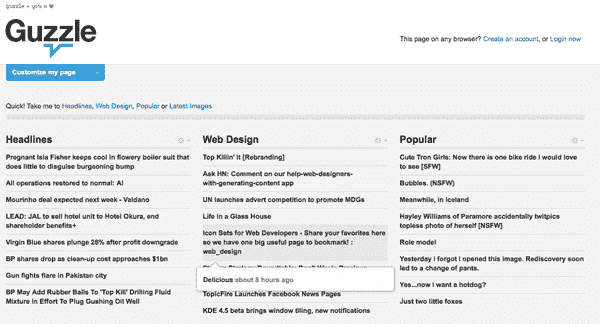 guzzle + you = ♥
Guzzle
This page on any browser? Create an account, or Login now
Customize my page
Quick! Take me to Headlines, Web Design, Popular or Latest Images
Headlines
Pregnant Isla Fisher keeps cool in flowery boiler suit that
does little to disguise burgeoning bump
All operations restored to normal: AI
Mourinho deal expected next week - Valdano
LEAD: JAL to sell hotel unit to Hotel Okura, end
shareholder benefits+
Virgin Blue shares plunge 28% after profit downgrade
BP shares drop as clean-up cost approaches $1bn
Gun fights flare in Pakistan city
BP May Add Rubber Balls To 'Top Kill' Drilling Fluid
Mixture In Effort To Plug Gushing Oil Well
Web Design
Top Killin' It [Rebranding]
Ask HN: Comment on our help-web-designers-
with-generating-content app
UN launches advert competition to promote MDGs
Life in a Glass House
Icon Sets for Web Developers - Share your favorites here
so we have one big useful page to bookmark! :
web_design
Delicious about 5 hours ago
TopicFire Launches Facebook News Pages
KDE 4.5 beta brings window tiling, new notifications
Popular
Cute Tron Girls: Now there is one bike ride I would love
to see [SFW]
Bubbles. (NSFW)
Meanwhile, in Iceland
Hayley Williams of Paramore accidentally twitpics
topless photo of herself [NSFW]
Role model
Yesterday I forgot I opened this image. Rediscovery soon
led to a change of pants.
Yes...now i want a hotdog?
Just two little foxes